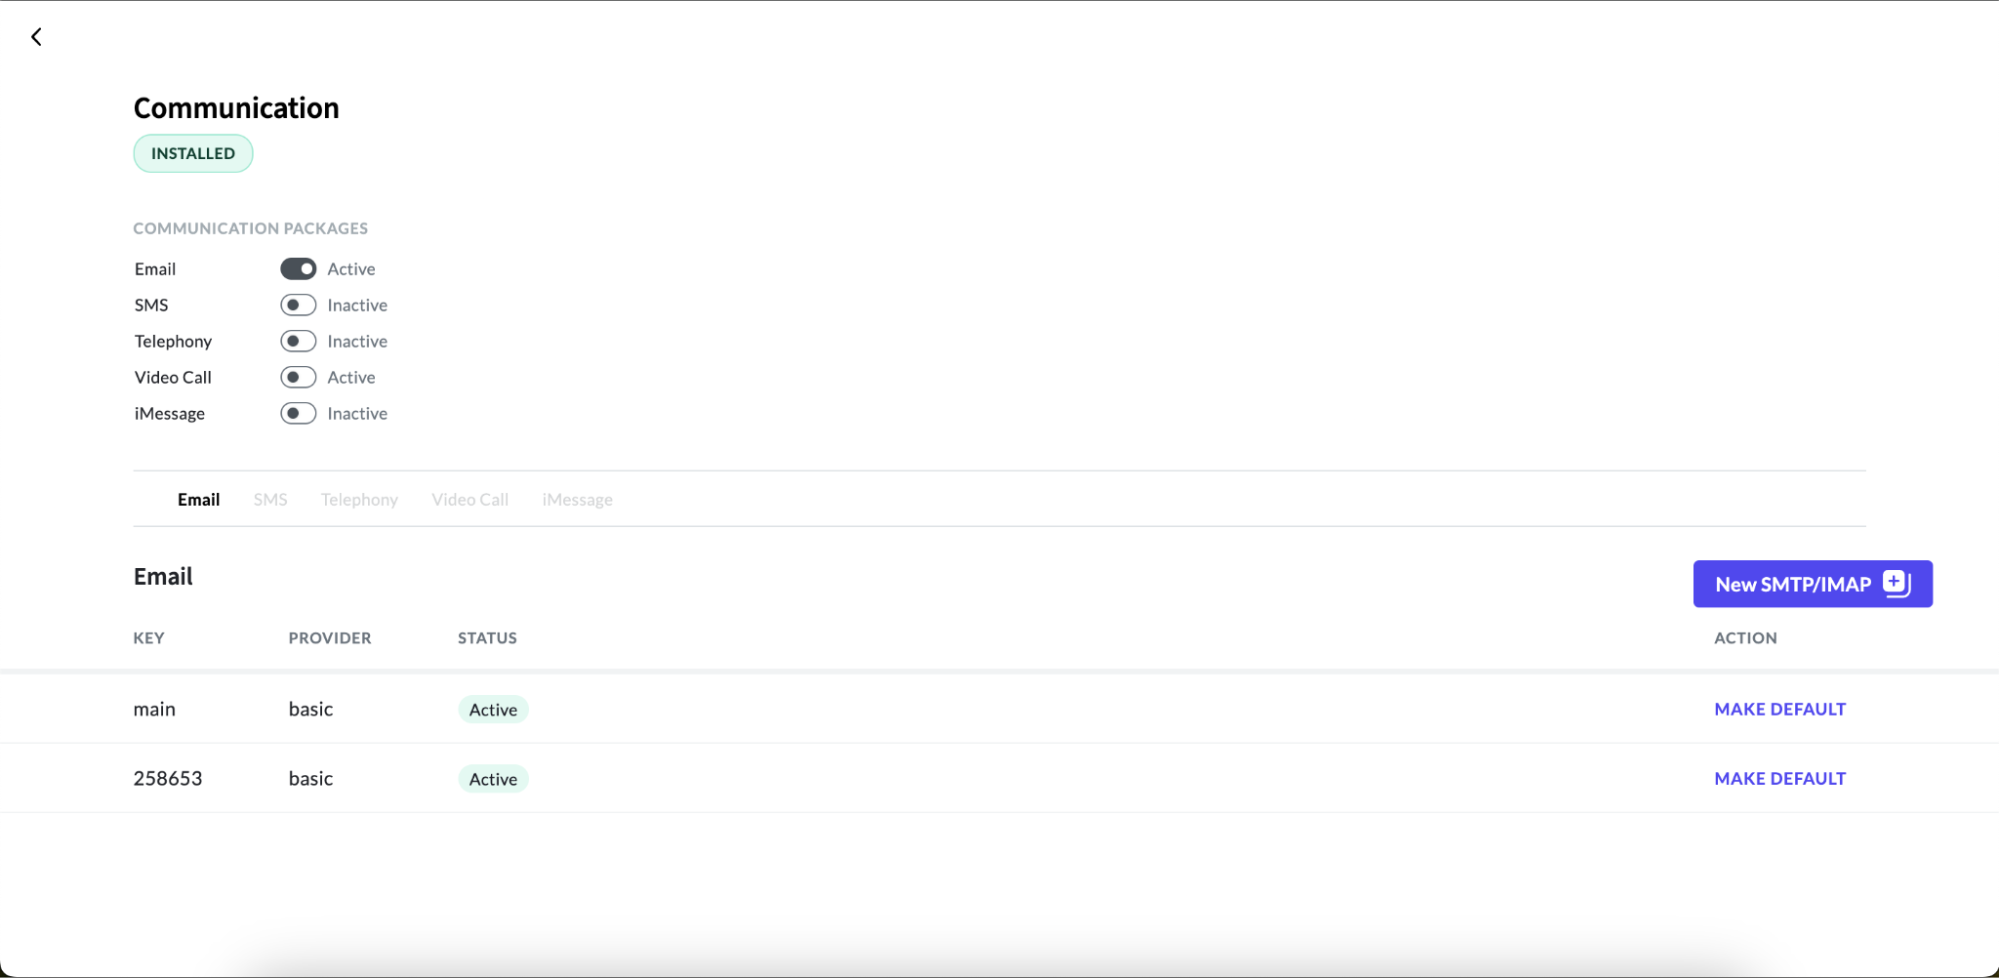 Communication
INSTALLED
COMMUNICATION PACKAGES
Email Active
SMS Inactive
Telephony Inactive
Video Call Active
iMessage Inactive
Email SMS Telephony Video Call iMessage
Email
New SMTP/IMAP
KEY PROVIDER STATUS ACTION
main basic Active MAKE DEFAULT
258653 basic Active MAKE DEFAULT